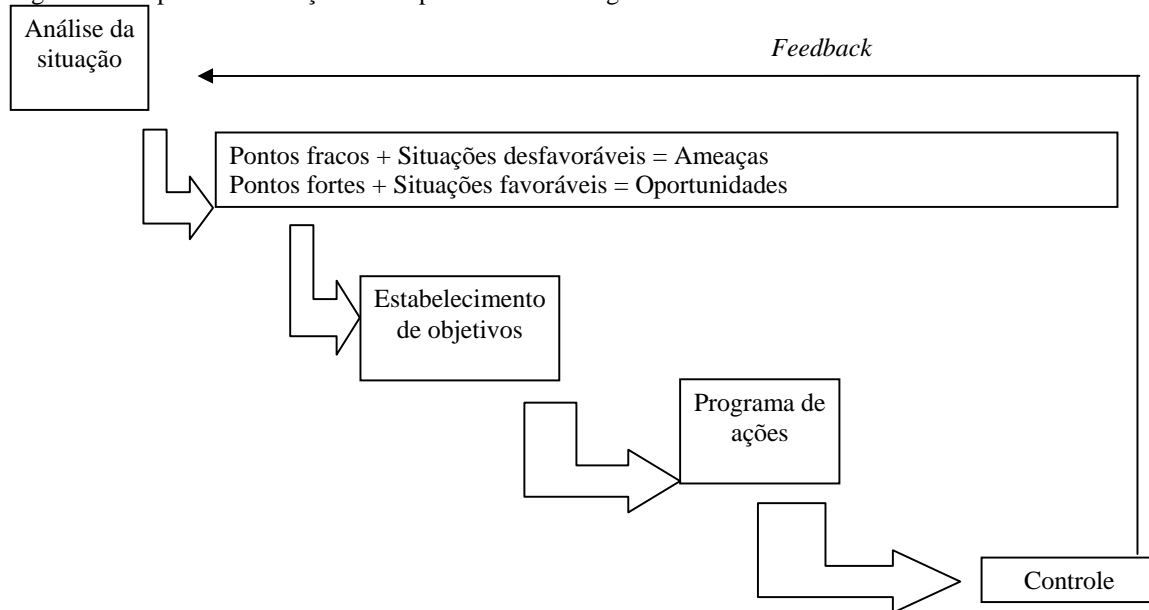 Análise da
situação
Feedback
Pontos fracos + Situações desfavoráveis = Ameaças
Pontos fortes + Situações favoráveis = Oportunidades
Estabelecimento
de objetivos
Programa de
ações
Controle